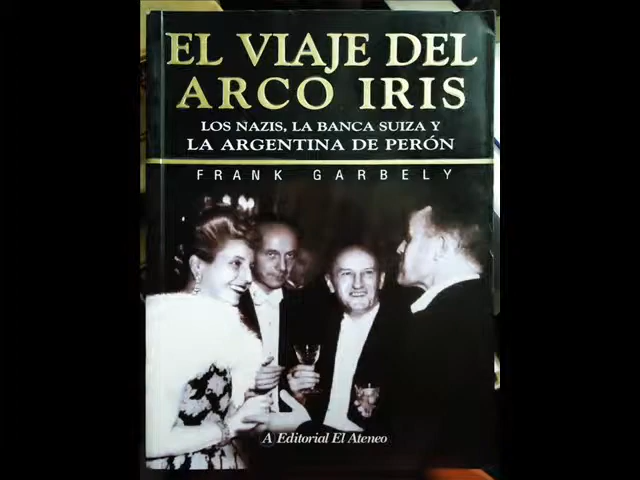 EL VIAJE DEL
ARCO IRIS
LOS NAZIS, LA BANCA SUIZA Y
LA ARGENTINA DE PERÓN
FRANK GARBELY
A Editorial El Ateneo